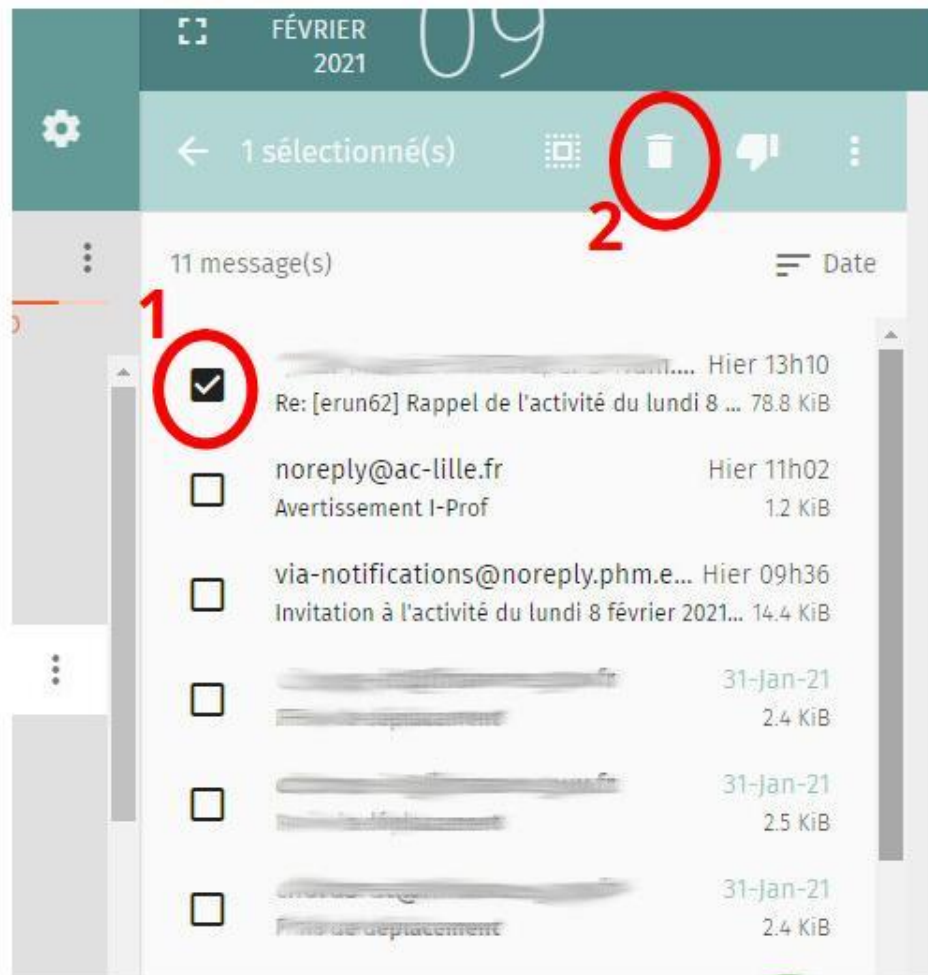 FÉVRIER 09
2021
1 sélectionné(s)
2
11 message(s) Date
1
Hier 13h10
Re: [erun62] Rappel de l'activité du lundi 8 ... 78.8 KiB
noreply@ac-lille.fr Hier 11h02
Avertissement I-Prof 1.2 KiB
via-notifications@noreply.phm.e... Hier 09h36
Invitation à l'activité du lundi 8 février 2021... 14.4 KiB
31-Jan-21
2.4 KiB
31-Jan-21
2.5 KiB
31-Jan-21
déplacement 2.4 KiB